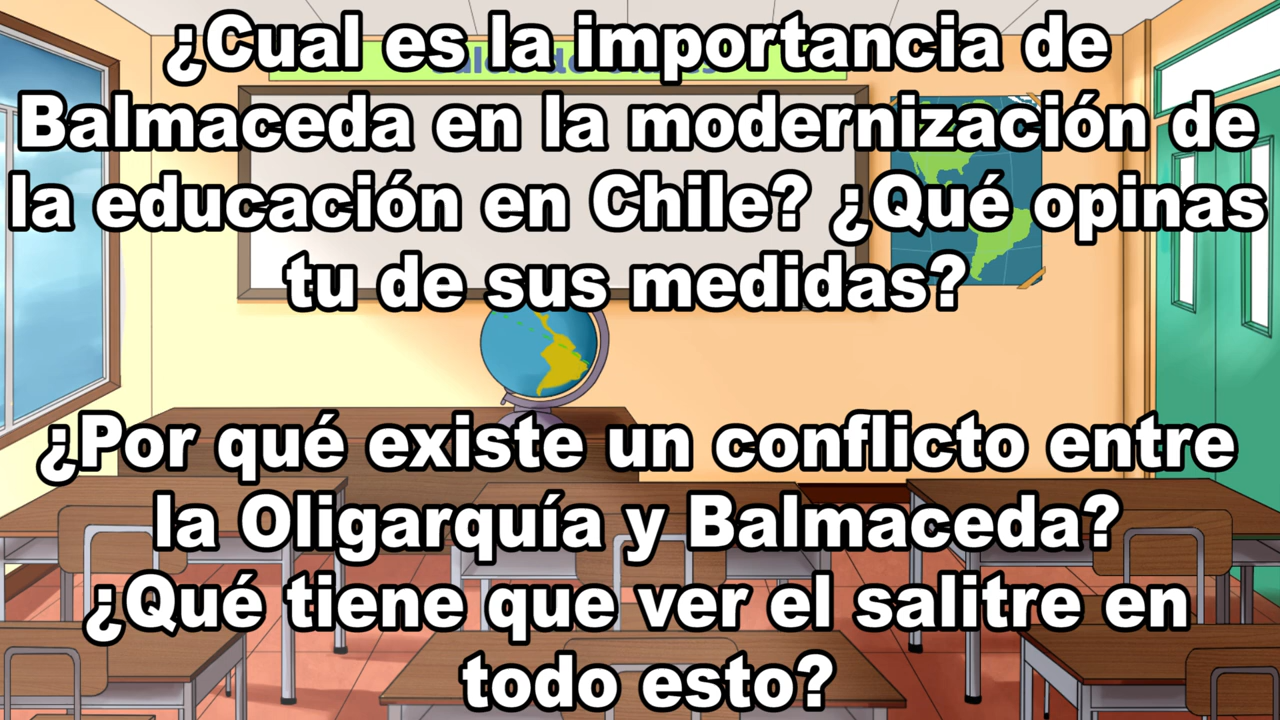 ¿Cual es la importancia de
Balmaceda en la modernización de
la educación en Chile? ¿Qué opinas
tu de sus medidas?
¿Por qué existe un conflicto entre
la Oligarquía y Balmaceda?
¿Qué tiene que ver el salitre en
todo esto?